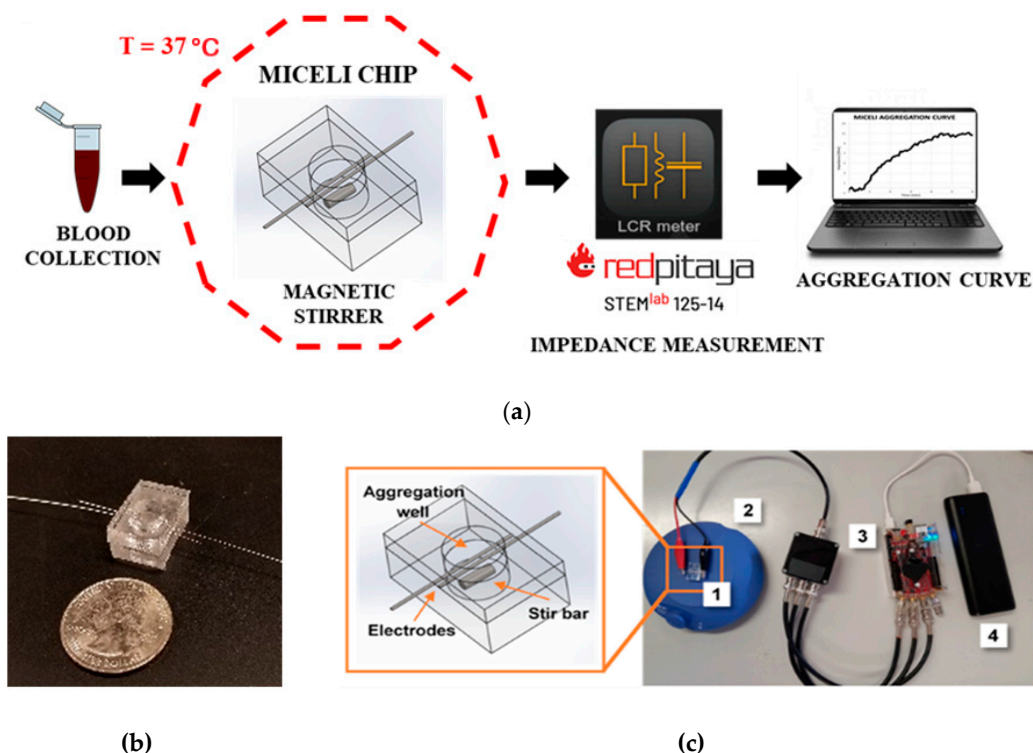 T = 37 °C
MICELI CHIP
MICELI AGGREGATION CURVE
LCR meter
BLOOD
COLLECTION
MAGNETIC
STIRRER
redpitaya
STEMlab 125-14
AGGREGATION CURVE
IMPEDANCE MEASUREMENT
(a)
Aggregation
well
Electrodes
Stir bar
1
2
3
4
(b)
(c)